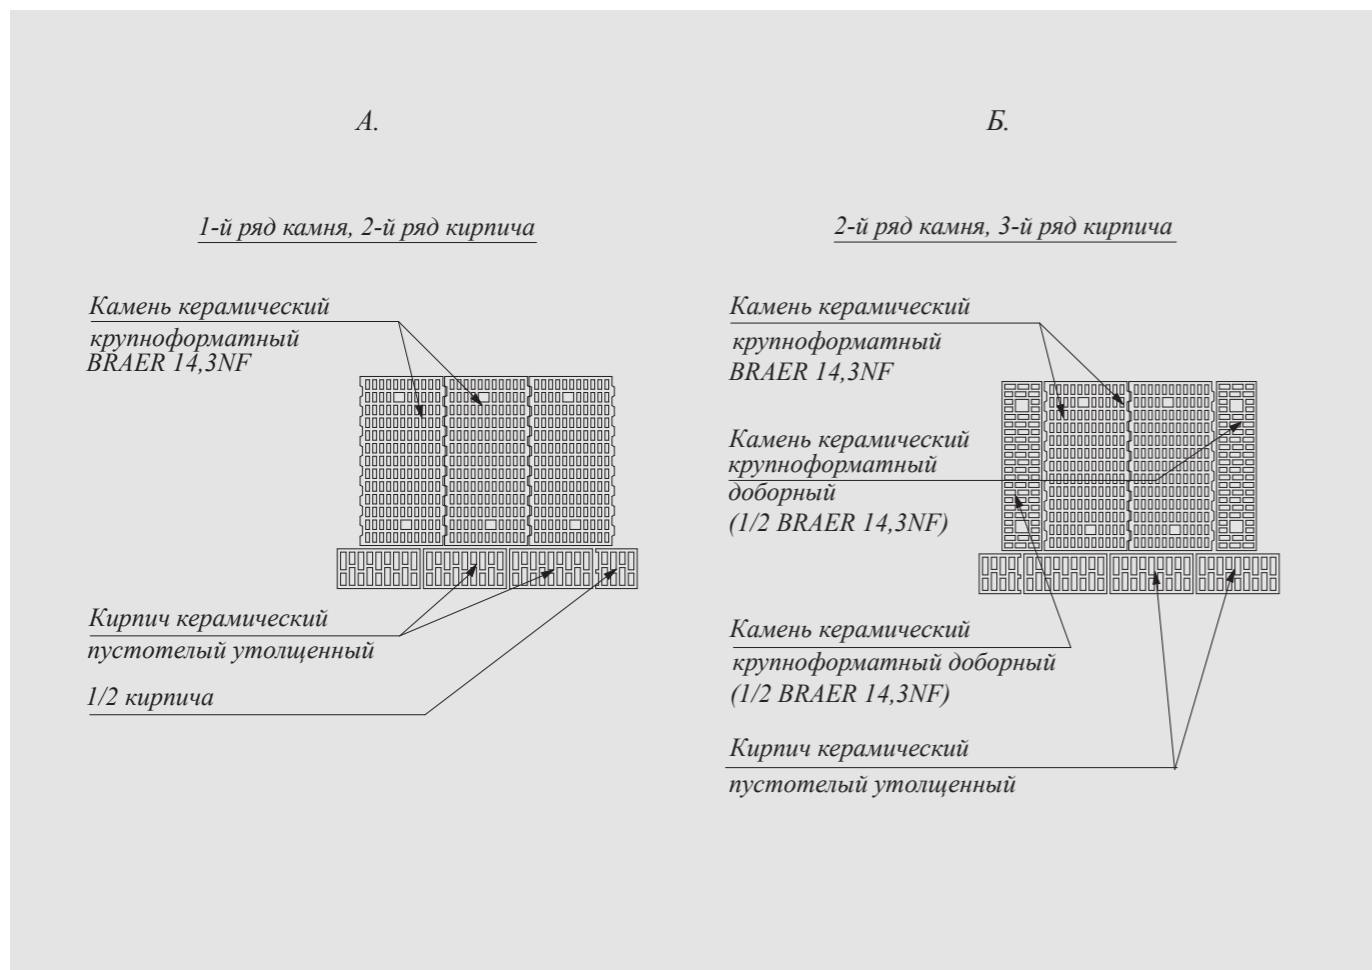 А.
1-й ряд камня, 2-й ряд кирпича
Камень керамический
крупноформатный
BRAER 14,3NF
Кирпич керамический
пустотелый утолщенный
1/2 кирпича
Б.
2-й ряд камня, 3-й ряд кирпича
Камень керамический
крупноформатный
BRAER 14,3NF
Камень керамический
крупноформатный
доборный
(1/2 BRAER 14,3NF)
Камень керамический
крупноформатный доборный
(1/2 BRAER 14,3NF)
Кирпич керамический
пустотелый утолщенный